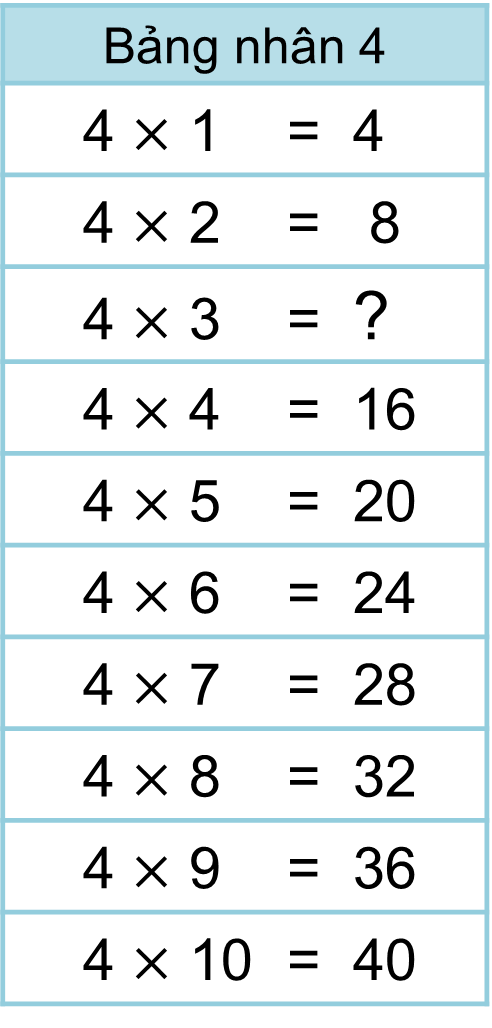 Bảng nhân 4
4 × 1 = 4
4 × 2 = 8
4 × 3 = ?
4 × 4 = 16
4 × 5 = 20
4 × 6 = 24
4 × 7 = 28
4 × 8 = 32
4 × 9 = 36
4 × 10 = 40